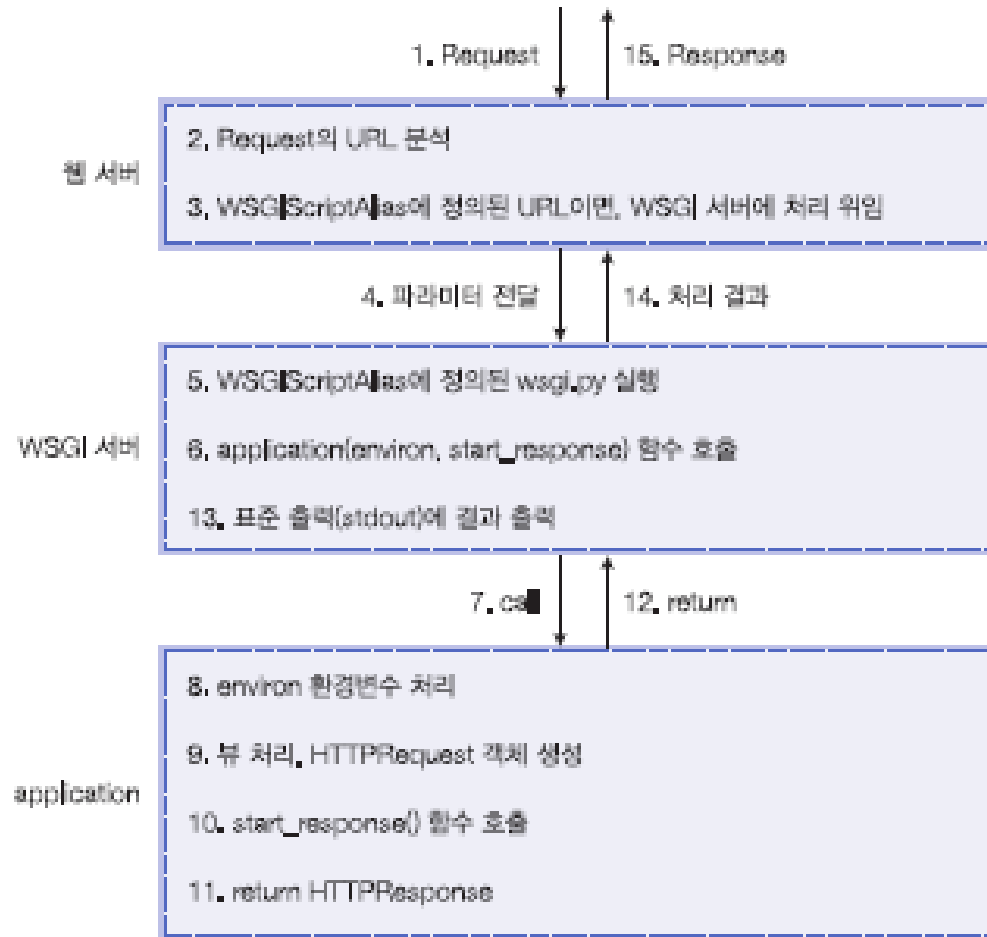 1. Request
15. Response
웹 서버
2. Request의 URL 분석
3. WSGIScriptAlias에 정의된 URL이면, WSGI 서버에 처리 위임
4. 파라미터 전달
14. 처리 결과
WSGI 서버
5. WSGIScriptAlias에 정의된 wsgi.py 실행
6. application(environ, start_response) 함수 호출
13. 표준 출력(stdout)에 결과 출력
7. call
12. return
application
8. environ 환경변수 처리
9. 뷰 처리, HTTPRequest 객체 생성
10. start_response() 함수 호출
11. return HTTPResponse